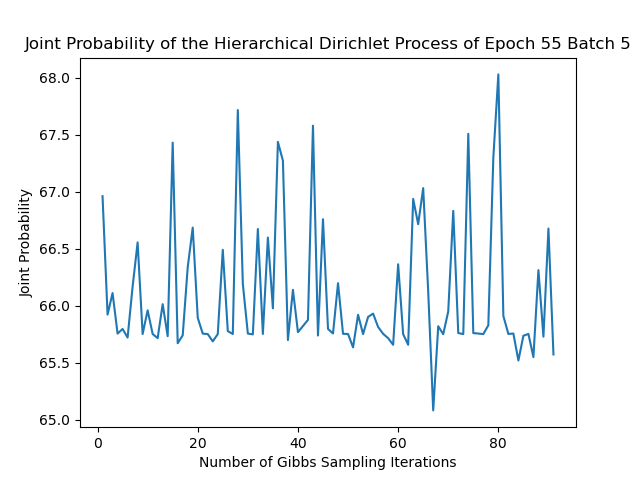 Joint Probability of the Hierarchical Dirichlet Process of Epoch 55 Batch 5
68.0
67.5
67.0
66.5
66.0
65.5
65.0
Joint Probability
0 20 40 60 80
Number of Gibbs Sampling Iterations